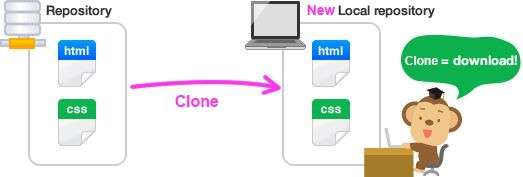 Repository
New Local repository
html
html
Clone = download!
css
css
Clone